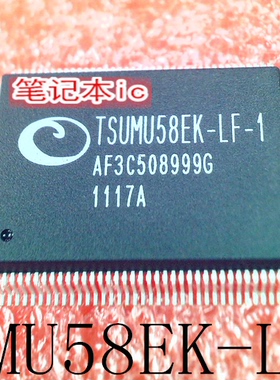 笔记本ic
TSUMU58EK-LF-1
AF3C508999G
1117A
MU58EK-L